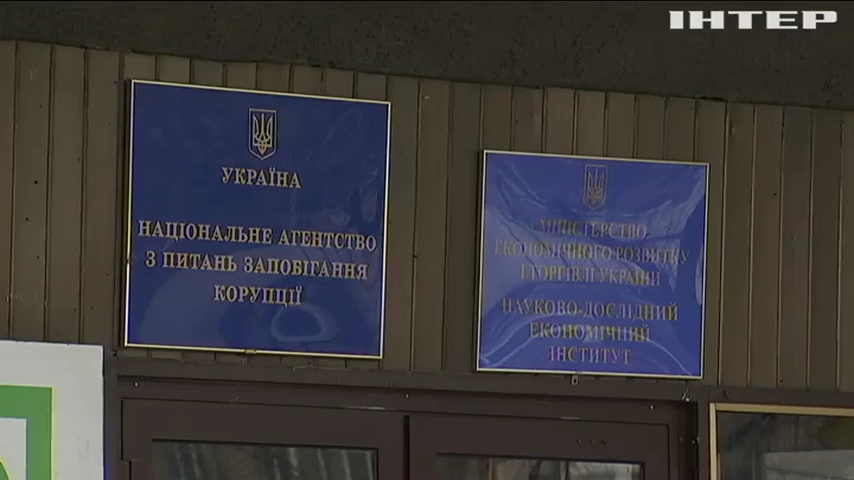 ІНТЕР
УКРАЇНА
НАЦІОНАЛЬНЕ АГЕНТСТВО
З ПИТАНЬ ЗАПОБІГАННЯ
КОРУПЦІЇ
МІНІСТЕРСТВО
ЕКОНОМІЧНОГО РОЗВИТКУ
І ТОРГІВЛІ УКРАЇНИ
НАУКОВО-ДОСЛІДНИЙ
ЕКОНОМІЧНИЙ
ІНСТИТУТ